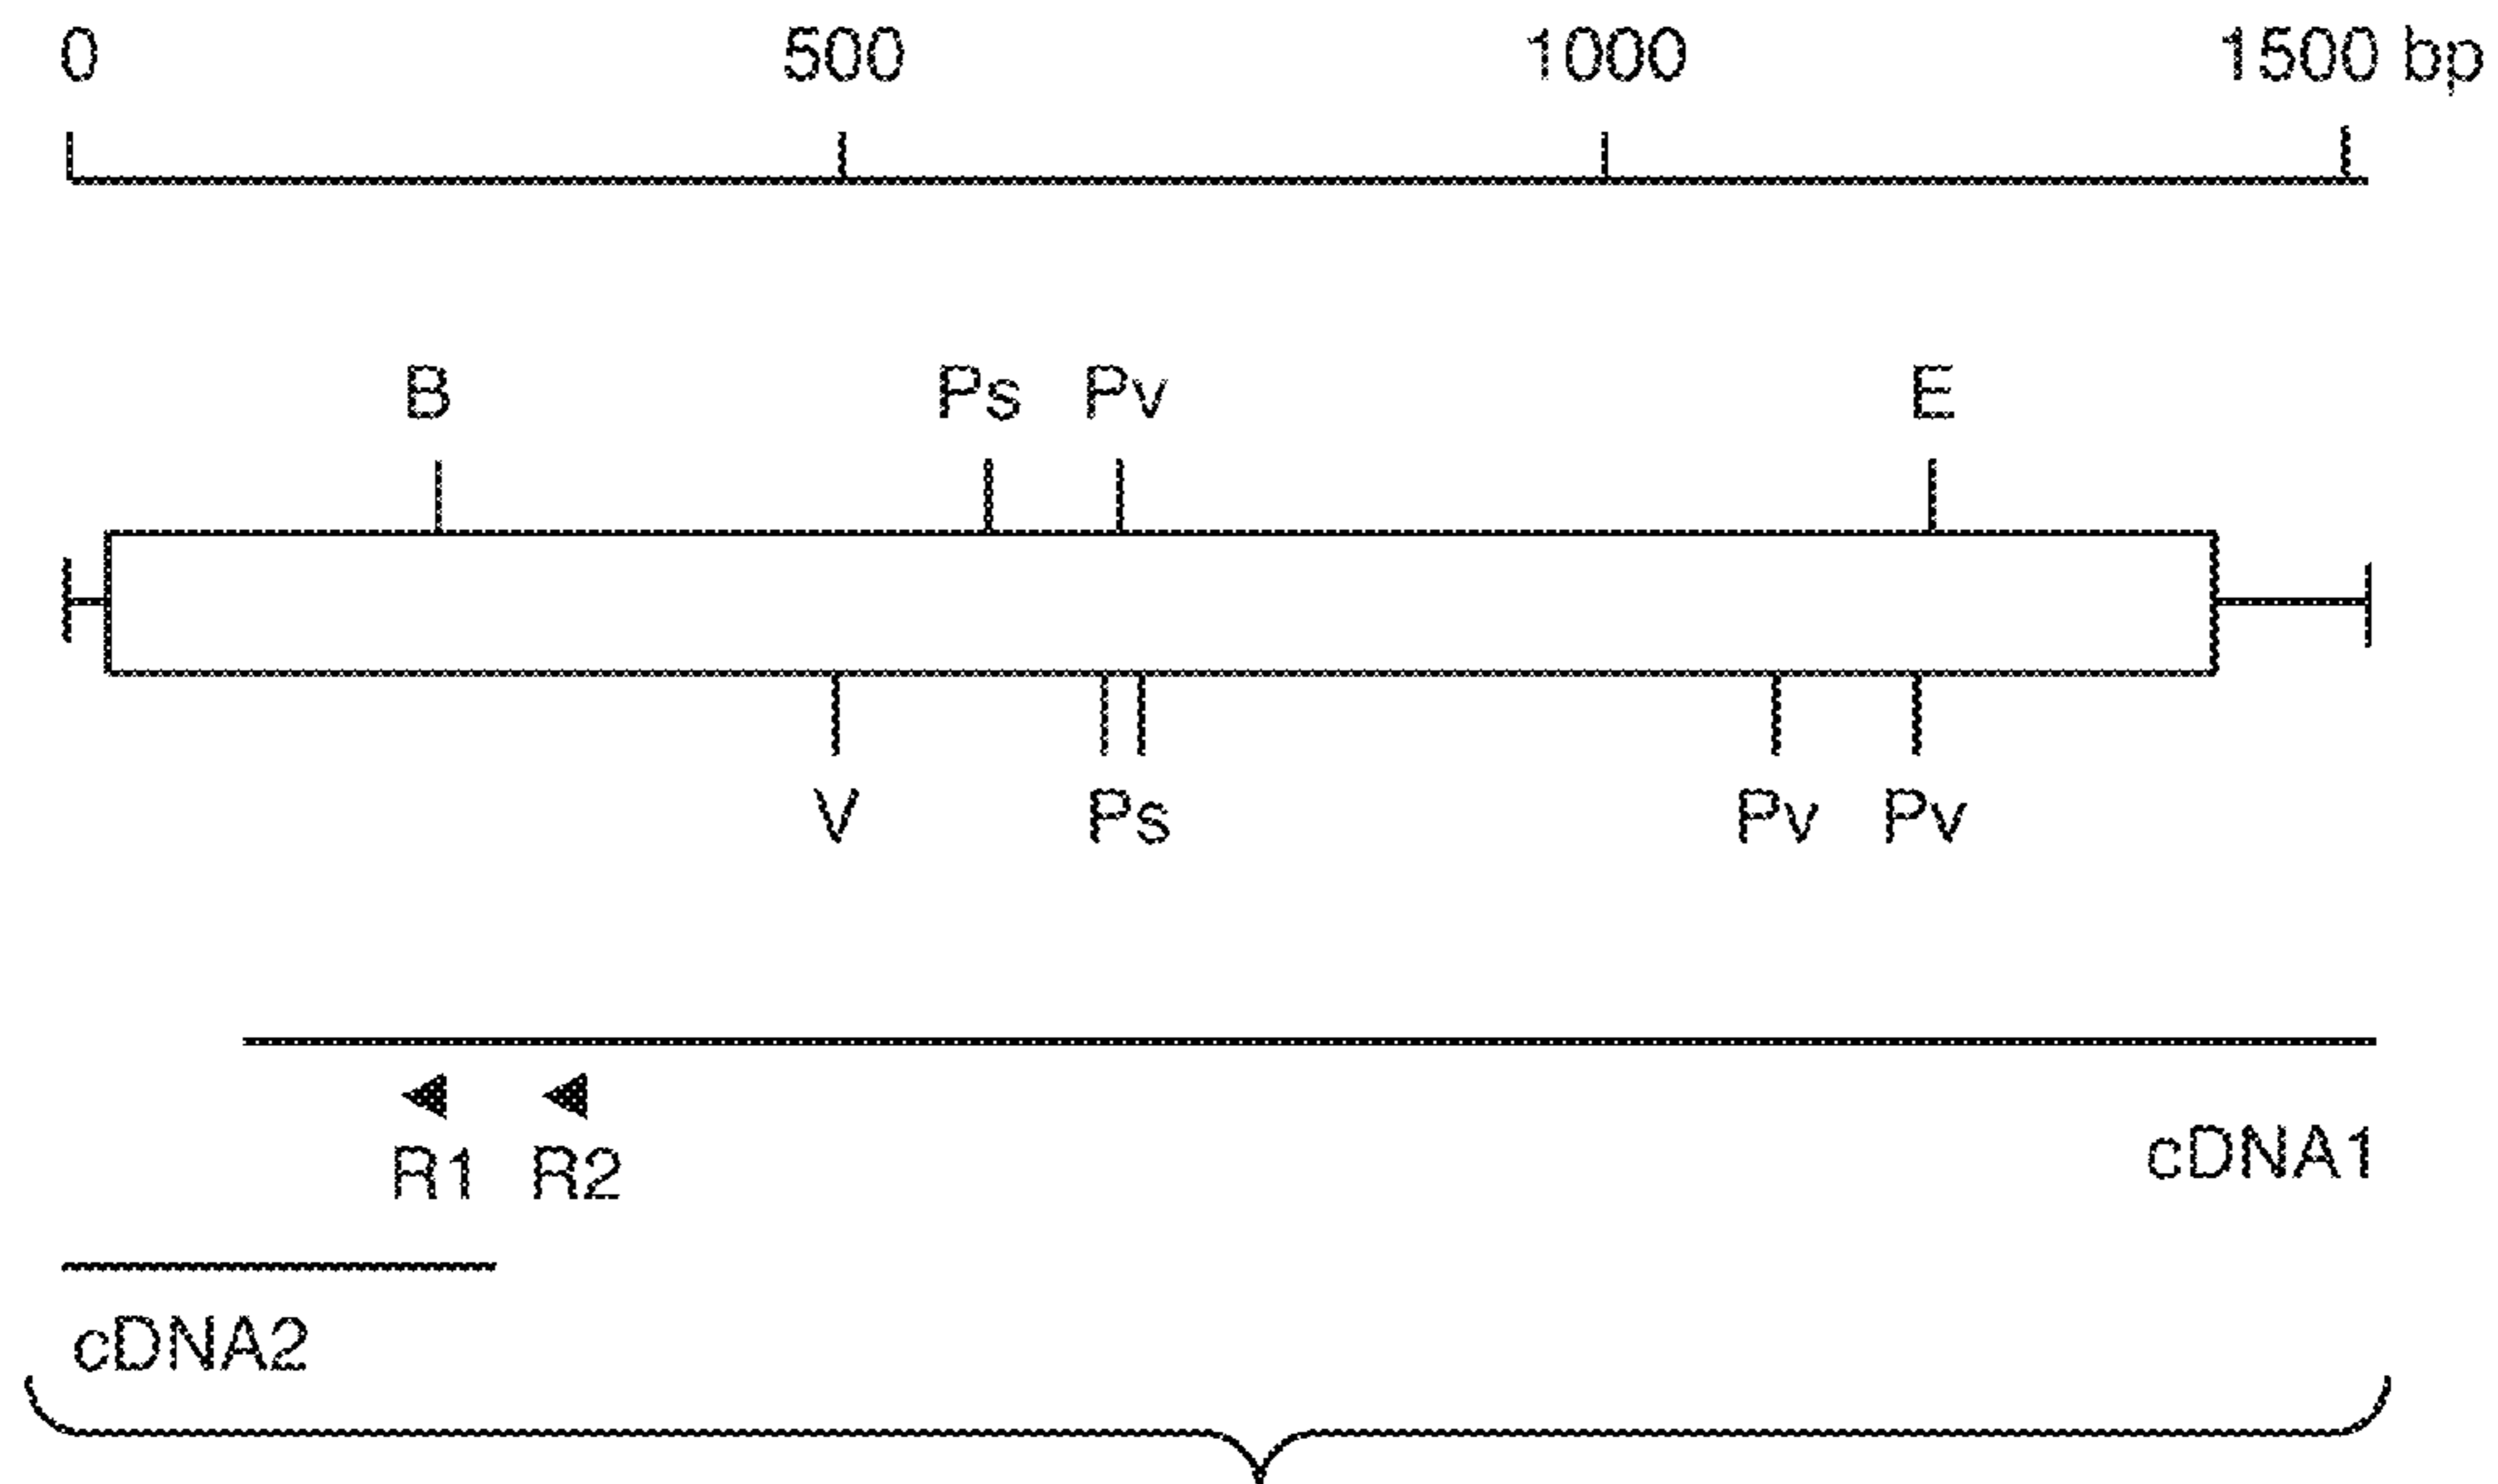 0 500 1000 1500 bp
B Ps Pv E
V Ps Pv Pv
R1 R2 cDNA1
cDNA2